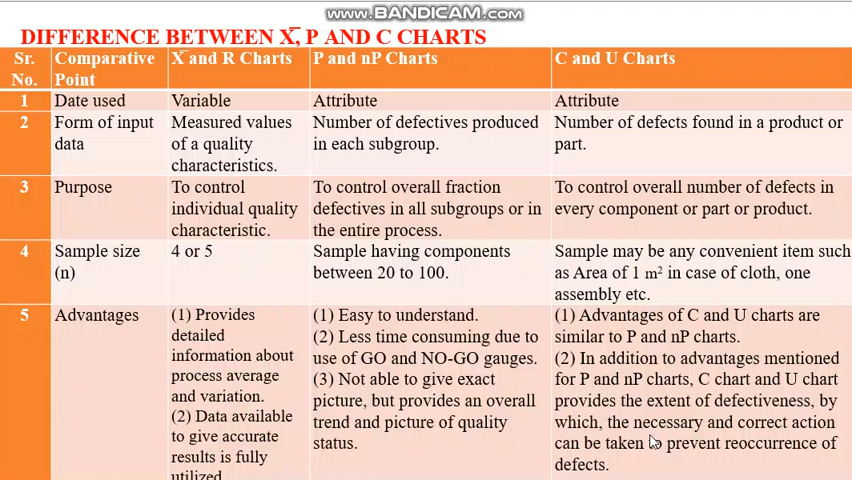 www.BANDICAM.com
DIFFERENCE BETWEEN X̅, P AND C CHARTS
Sr. No.
Comparative Point
X̅ and R Charts
P and nP Charts
C and U Charts
1
Date used
Variable
Attribute
Attribute
2
Form of input
data
Measured values
of a quality
characteristics.
Number of defectives produced
in each subgroup.
Number of defects found in a product or
part.
3
Purpose
To control
individual quality
characteristic.
To control overall fraction
defectives in all subgroups or in
the entire process.
To control overall number of defects in
every component or part or product.
4
Sample size
(n)
4 or 5
Sample having components
between 20 to 100.
Sample may be any convenient item such
as Area of 1 m² in case of cloth, one
assembly etc.
5
Advantages
(1) Provides
detailed
information about
process average
and variation.
(2) Data available
to give accurate
results is fully
utilized
(1) Easy to understand.
(2) Less time consuming due to
use of GO and NO-GO gauges.
(3) Not able to give exact
picture, but provides an overall
trend and picture of quality
status.
(1) Advantages of C and U charts are
similar to P and nP charts.
(2) In addition to advantages mentioned
for P and nP charts, C chart and U chart
provides the extent of defectiveness, by
which, the necessary and correct action
can be taken to prevent reoccurrence of
defects.